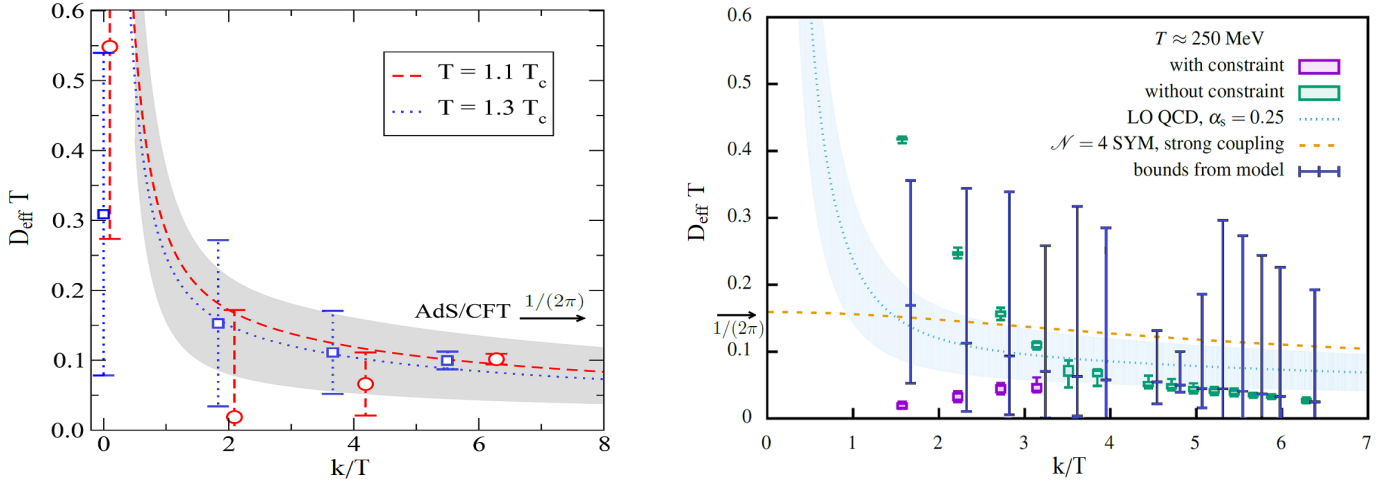 0.6
0.5
0.4
0.3
0.2
0.1
0.0
D_eff T
0 2 4 6 8
k/T
T = 1.1 T_c
T = 1.3 T_c
AdS/CFT 1/(2π)
0.6
0.5
0.4
0.3
0.2
0.1
0
D_eff T
1/(2π)
0 1 2 3 4 5 6 7
k/T
T ≈ 250 MeV
with constraint
without constraint
LO QCD, α_s = 0.25
𝒩 = 4 SYM, strong coupling
bounds from model